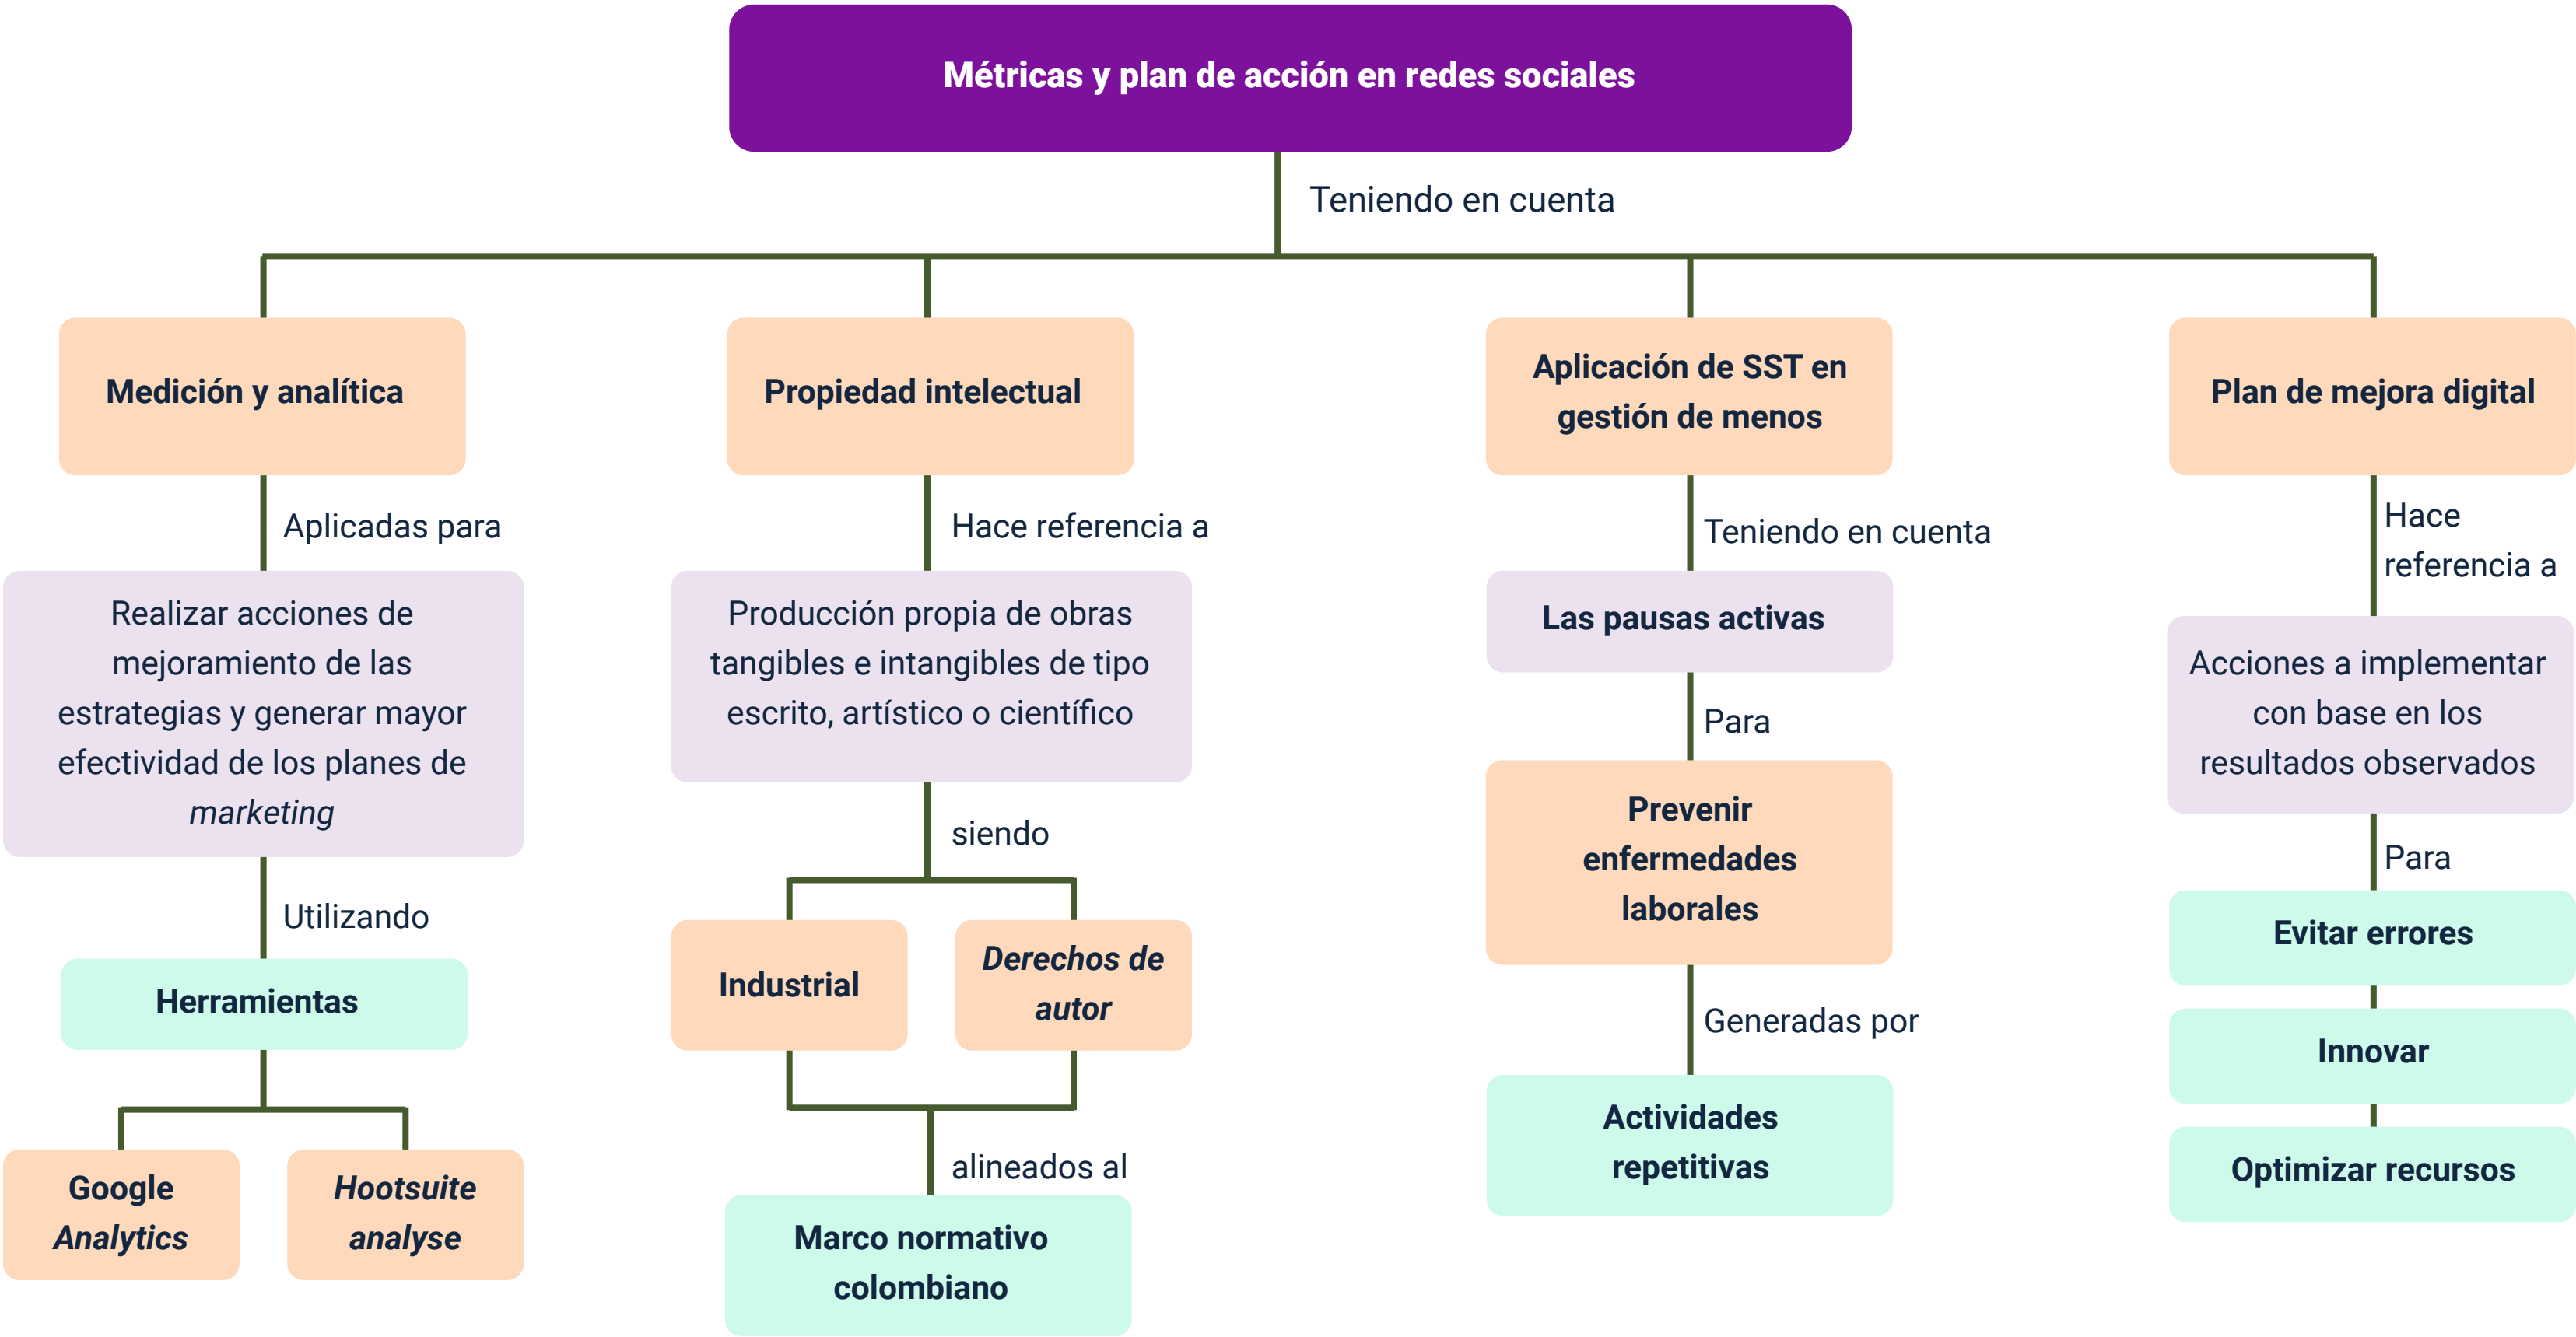 Métricas y plan de acción en redes sociales
Teniendo en cuenta
Medición y analítica
Aplicadas para
Realizar acciones de
mejoramiento de las
estrategias y generar mayor
efectividad de los planes de
marketing
Utilizando
Herramientas
Google
Analytics
Hootsuite
analyse
Propiedad intelectual
Hace referencia a
Producción propia de obras
tangibles e intangibles de tipo
escrito, artístico o científico
siendo
Industrial
Derechos de
autor
alineados al
Marco normativo
colombiano
Aplicación de SST en
gestión de menos
Teniendo en cuenta
Las pausas activas
Para
Prevenir
enfermedades
laborales
Generadas por
Actividades
repetitivas
Plan de mejora digital
Hace
referencia a
Acciones a implementar
con base en los
resultados observados
Para
Evitar errores
Innovar
Optimizar recursos